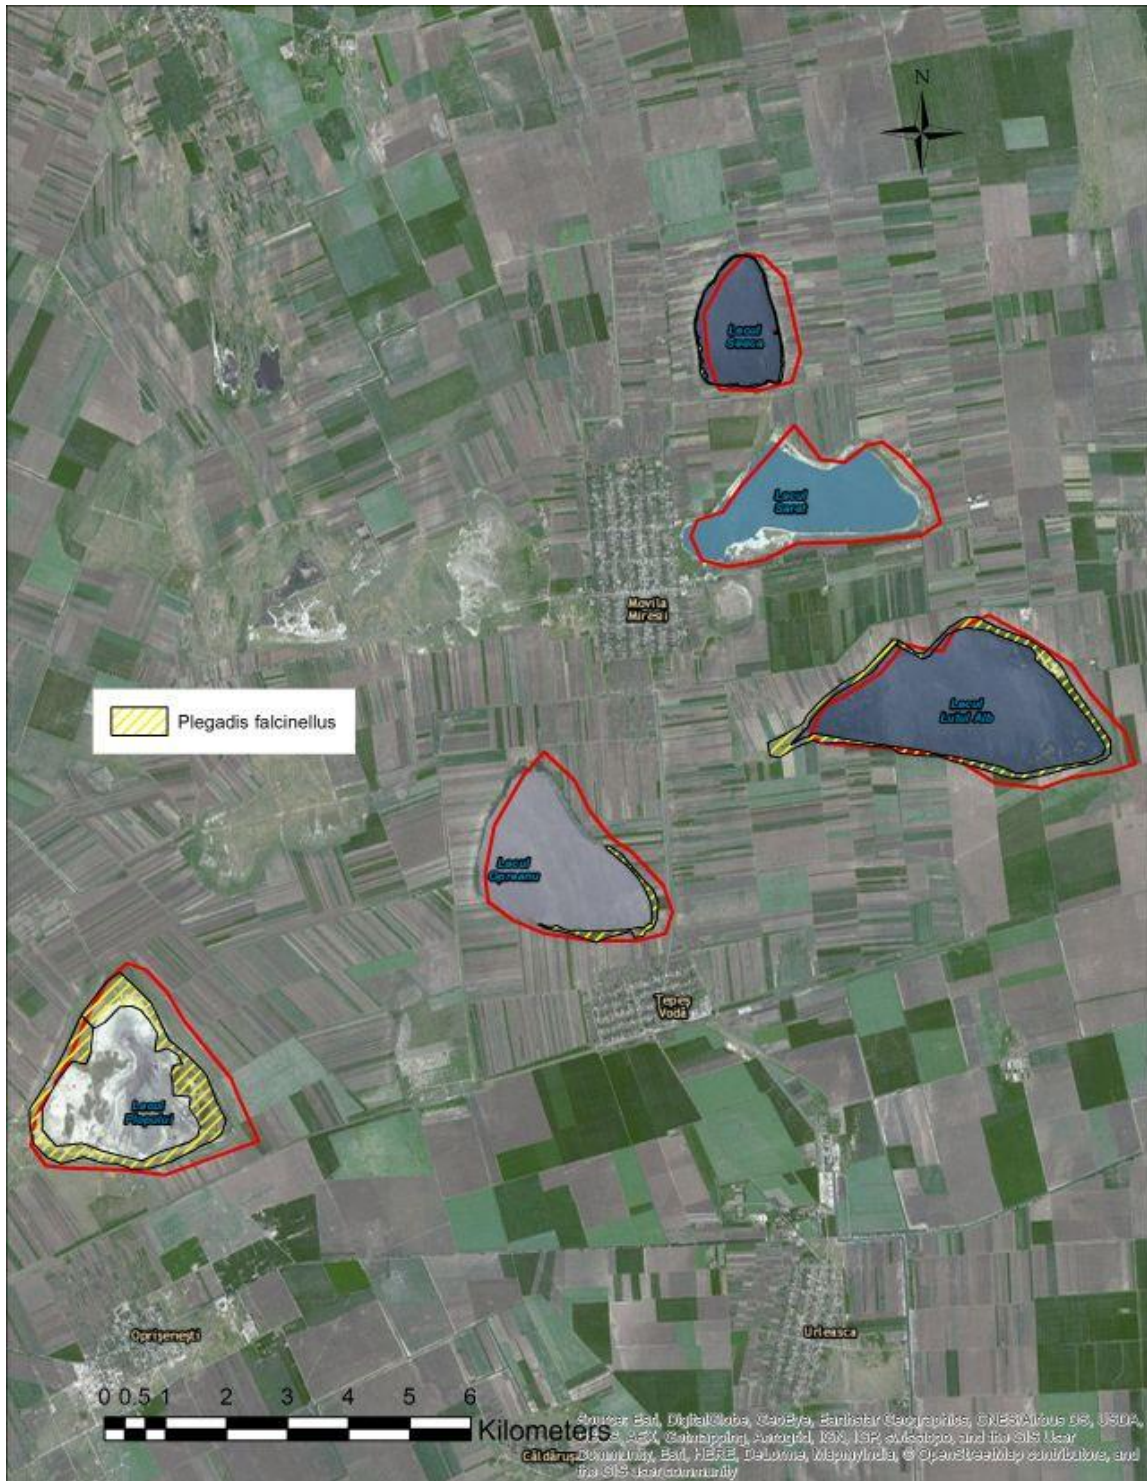 N
Lacul
Seaca
Lacul
Sarat
Movila
Miresii
Lacul
Lutul Alb
Plegadis falcinellus
Lacul
Opreanu
Țepeș
Vodă
Lacul
Plopului
Oprișenești
Urleasca
0 0.5 1 2 3 4 5 6
Kilometers
Source: Esri, DigitalGlobe, GeoEye, Earthstar Geographics, CNES/Airbus DS, USDA,
AEX, Getmapping, Aerogrid, IGN, IGP, swisstopo, and the GIS User
Community, Esri, HERE, DeLorme, MapmyIndia, © OpenStreetMap contributors, and
the GIS user community